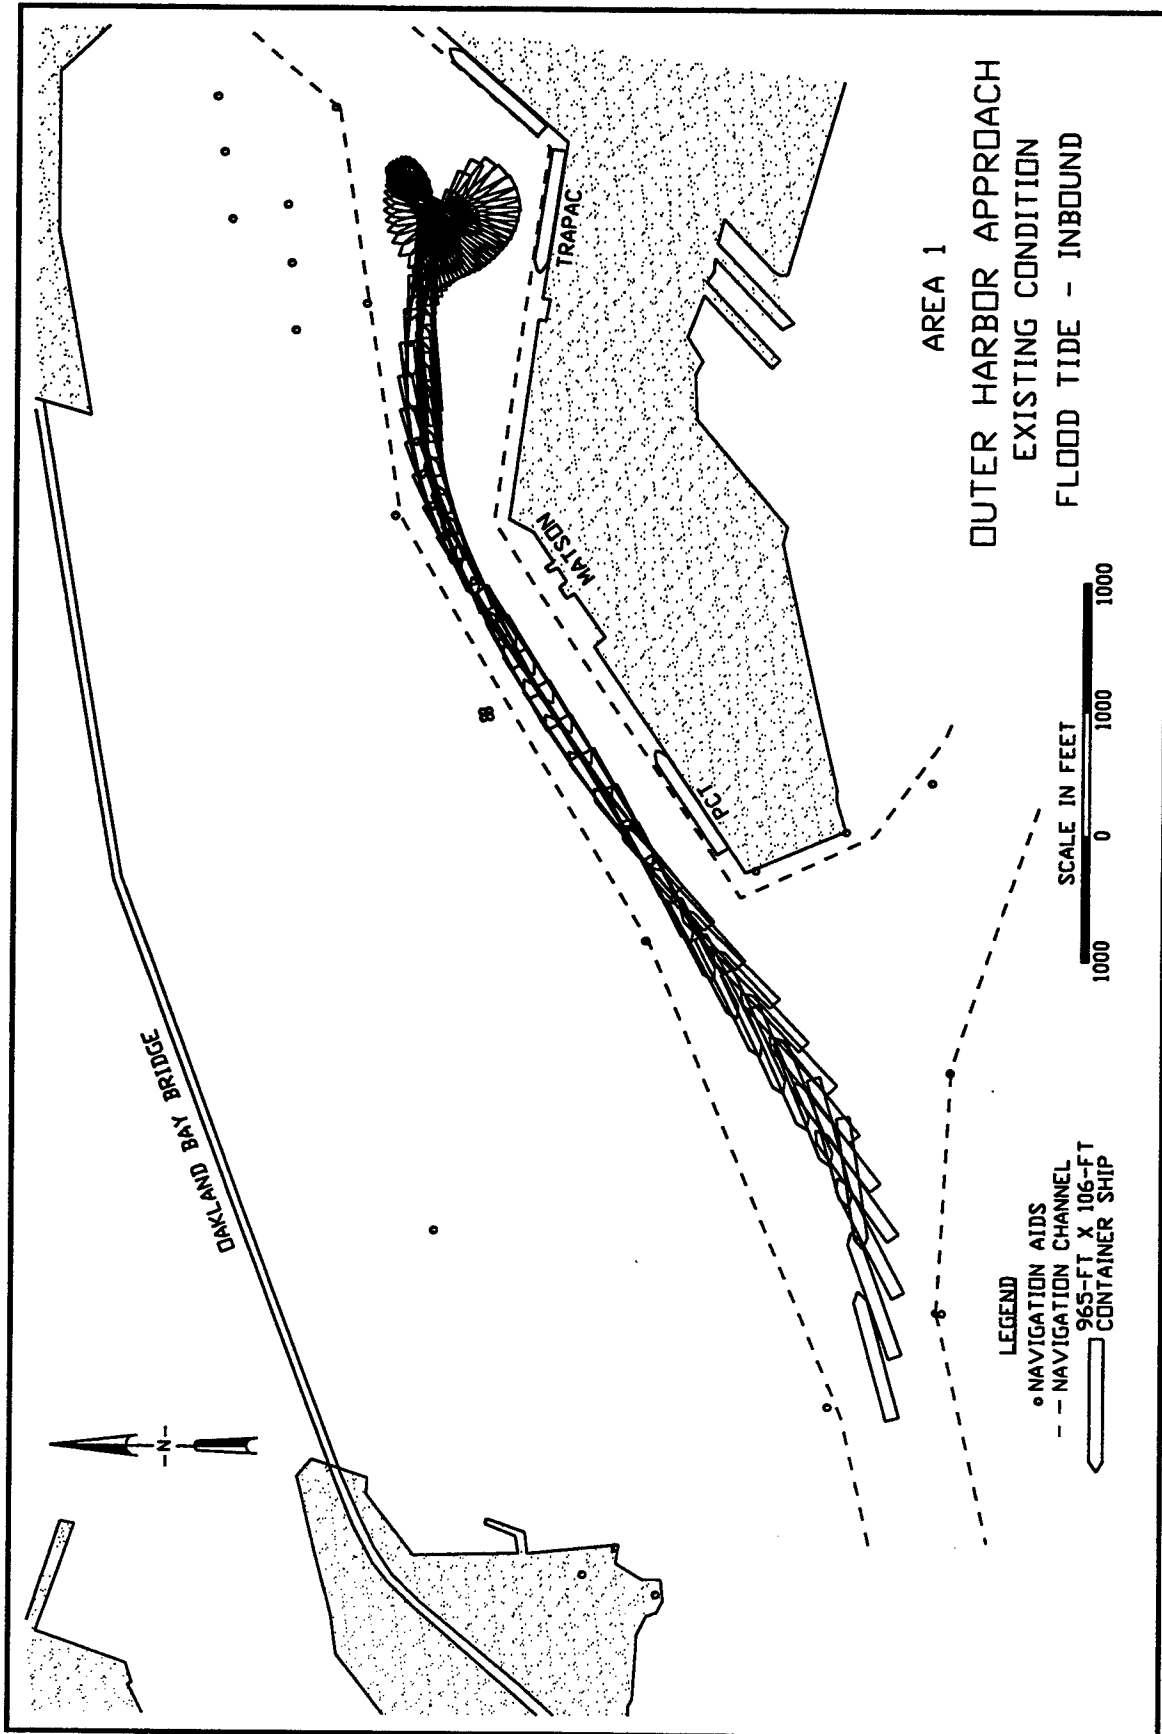 AREA 1
OUTER HARBOR APPROACH
EXISTING CONDITION
FLOOD TIDE - INBOUND
OAKLAND BAY BRIDGE
-N-
TRAPAC
MATSON
PCT
SCALE IN FEET
1000 0 1000 1000
LEGEND
NAVIGATION AIDS
NAVIGATION CHANNEL
965-FT X 106-FT
CONTAINER SHIP